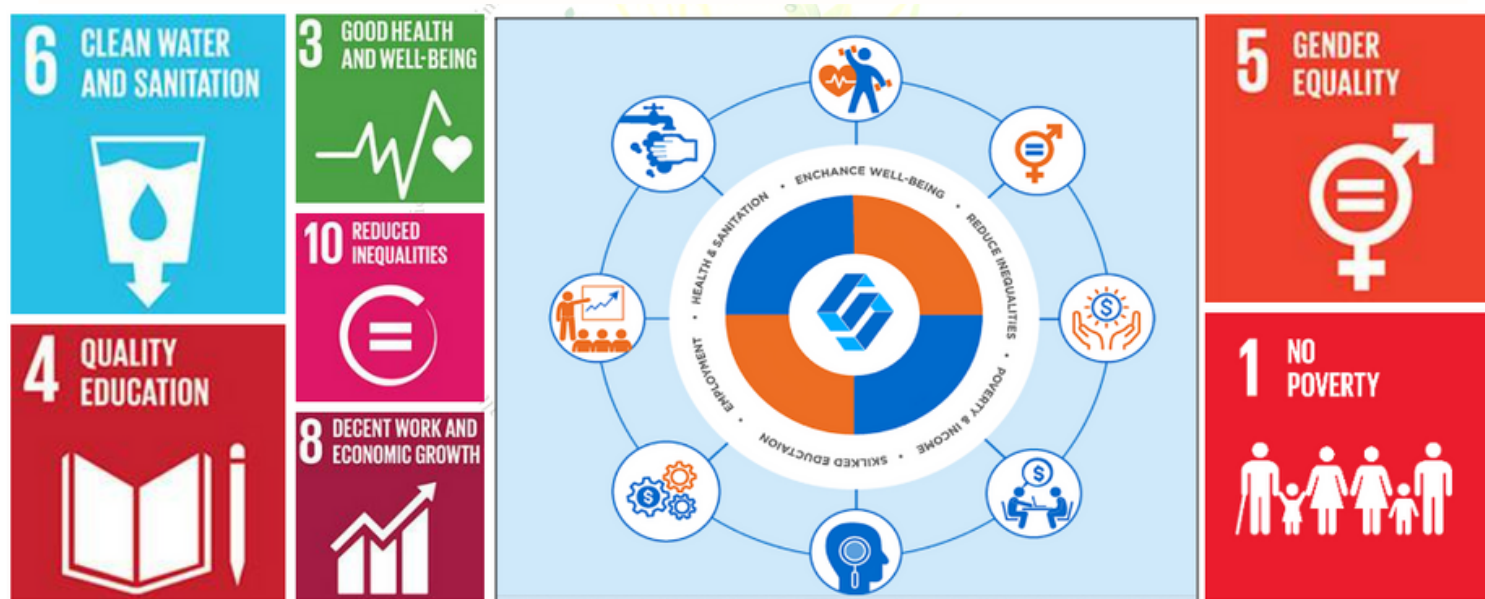 6 CLEAN WATER
AND SANITATION
3 GOOD HEALTH
AND WELL-BEING
10 REDUCED
INEQUALITIES
4 QUALITY
EDUCATION
8 DECENT WORK AND
ECONOMIC GROWTH
• ENCHANCE WELL-BEING • REDUCE INEQUALITIES • POVERTY & INCOME • SKILKED EDUCTAION • EMPLOYMENT • HEALTH & SANITATION
$
$
$
5 GENDER
EQUALITY
1 NO
POVERTY